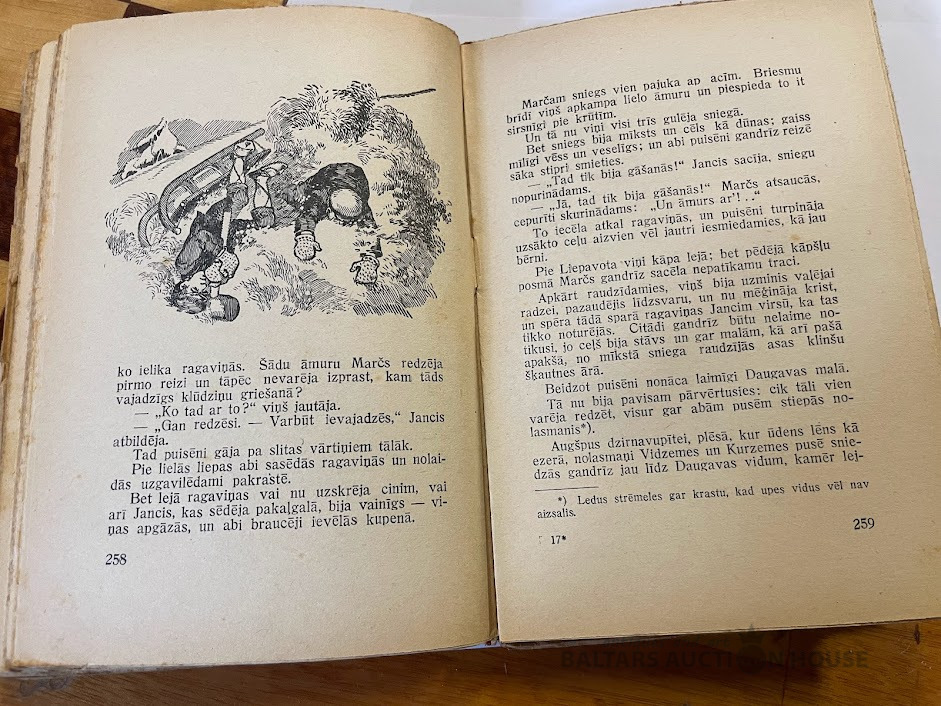 ko ielika ragaviņās. Šādu āmuru Marčs redzēja
pirmo reizi un tāpēc nevarēja izprast, kam tāds
vajadzīgs klūdziņu griešanā?
— „Ko tad ar to?“ viņš jautāja.
— „Gan redzēsi. — Varbūt ievajadzēs,“ Jancis
atbildēja.
Tad puisēni gāja pa slitas vārtiņiem tālāk.
Pie lielās liepas abi sasēdās ragaviņās un nolai-
dās uzgavilēdami pakrastē.
Bet lejā ragaviņas vai nu uzskrēja cinim, vai
arī Jancis, kas sēdēja pakaļgalā, bija vainīgs — vi-
ņas apgāzās, un abi braucēji ievēlās kupenā.
258
Marčam sniegs vien pajuka ap acīm. Briesmu
brīdī viņš apkampa lielo āmuru un piespieda to it
sirsnīgi pie krūtīm.
Un tā nu viņi visi trīs gulēja sniegā.
Bet sniegs bija mīksts un cēls kā dūnas; gaiss
mīlīgi vēss un veselīgs; un abi puisēni gandrīz reizē
sāka stipri smieties.
— „Tad tik bija gāšanās!“ Jancis sacīja, sniegu
nopurinādams.
— „Jā, tad tik bija gāšanās!“ Marčs atsaucās,
cepurīti skurinādams: „Un āmurs ar'! . .“
To iecēla atkal ragaviņās, un puisēni turpināja
uzsākto ceļu aizvien vēl jautri iesmiedamies, kā jau
bērni.
Pie Liepavota viņi kāpa lejā; bet pēdējā kāpšļu
posmā Marčs gandrīz sacēla nepatīkamu traci.
Apkārt raudzīdamies, viņš bija uzminis vaļējai
radzei, pazaudējis līdzsvaru, un nu mēģināja krist,
un spēra tādā sparā ragaviņas Jancim virsū, ka tas
tikko noturējās. Citādi gandrīz būtu nelaime no-
tikusi, jo ceļš bija stāvs un gar malām, kā arī pašā
apakšā, no mīkstā sniega raudzījās asas klinšu
šķautnes ārā.
Beidzot puisēni nonāca laimīgi Daugavas malā.
Tā nu bija pavisam pārvērtusies: cik tāli vien
varēja redzēt, visur gar abām pusēm stiepās no-
lasmanis*).
Augšpus dzirnavupītei, plēsā, kur ūdens lēns kā
ezerā, nolasmaņi Vidzemes un Kurzemes pusē snie-
dzās gandrīz jau līdz Daugavas vidum, kamēr lej-
*) Ledus strēmeles gar krastu, kad upes vidus vēl nav
aizsalis.
17*
259
BALTARS AUCTION HOUSE